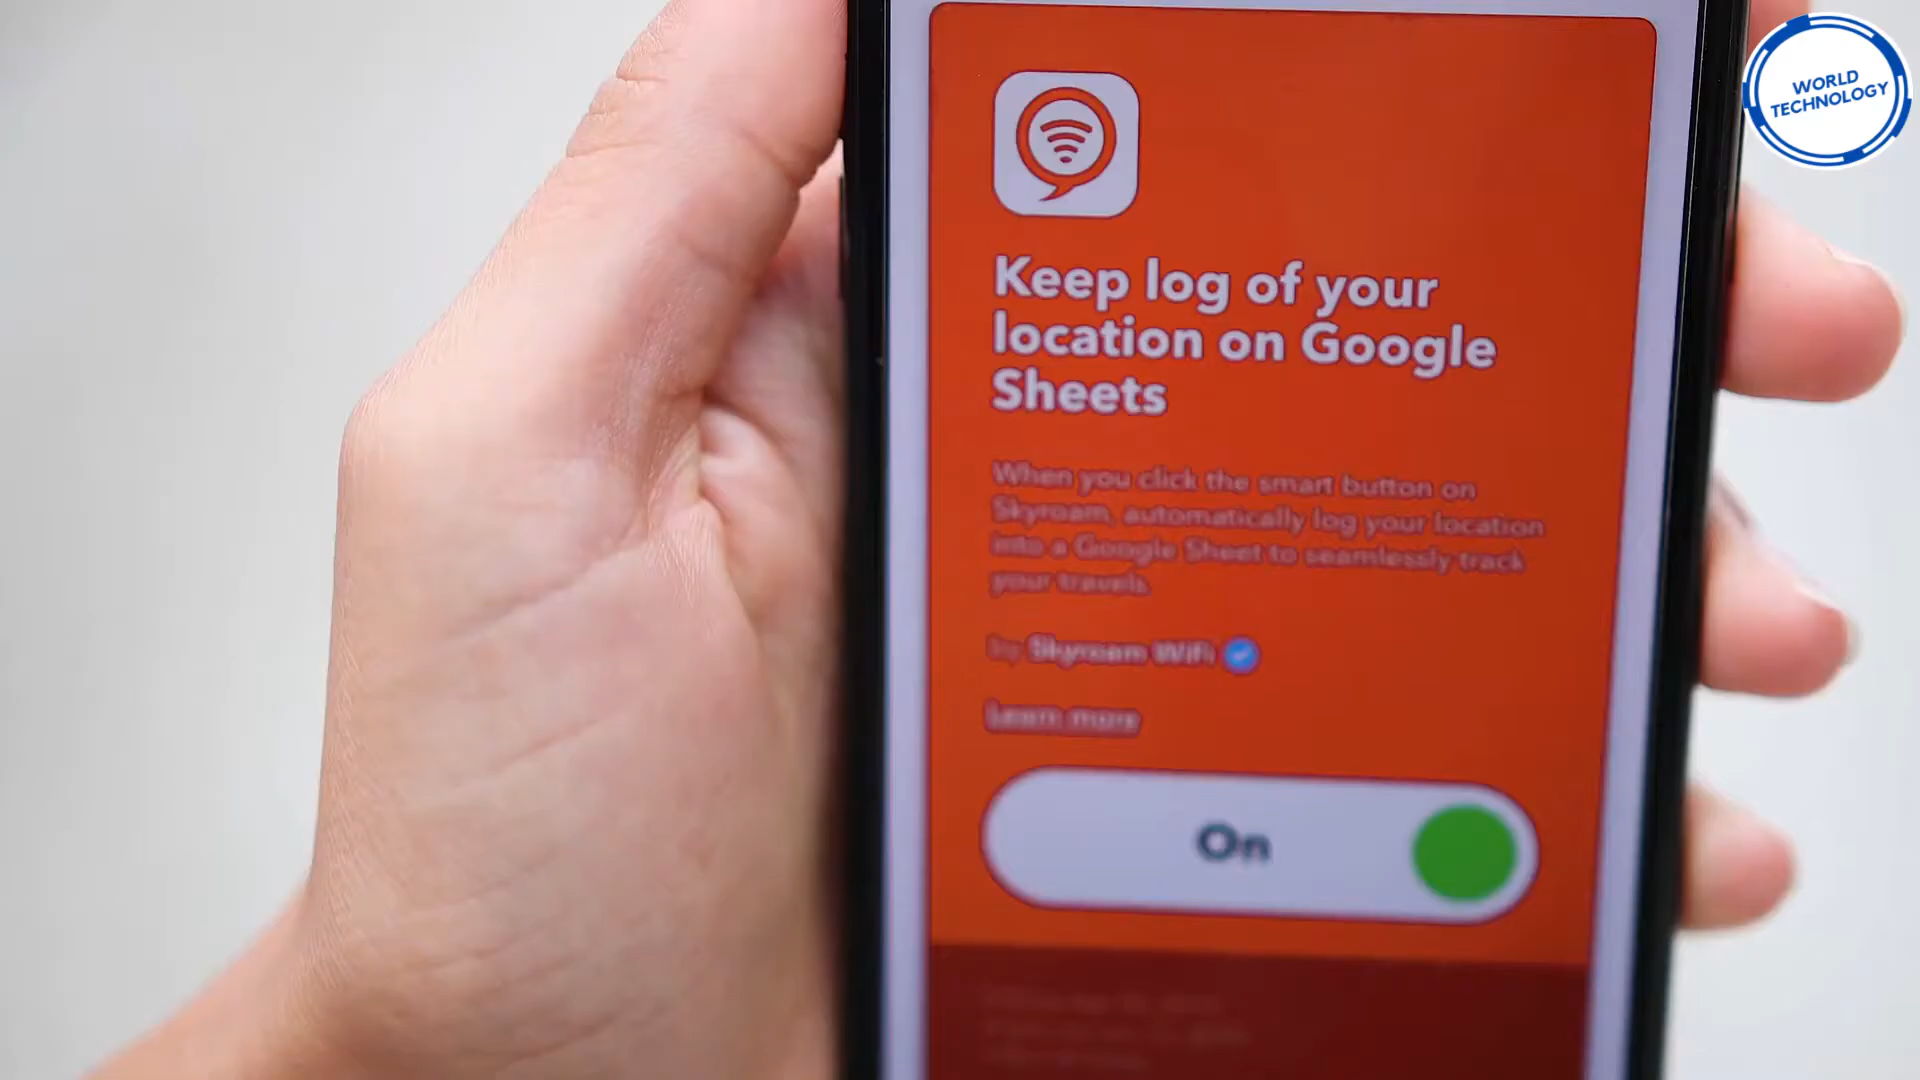 WORLD
TECHNOLOGY
Keep log of your
location on Google
Sheets
When you click the smart button on
Skyroam, automatically log your location
into a Google Sheet to seamlessly track
your travels.
by Skyroam WiFi
Learn more
On